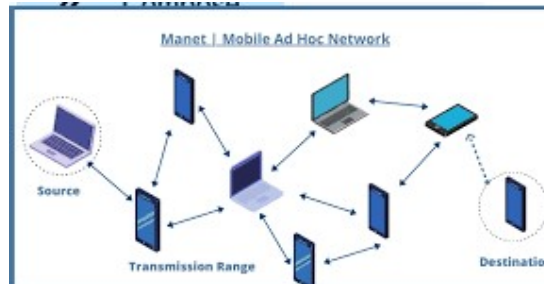 Manet | Mobile Ad Hoc Network
Source
Transmission Range
Destinatio